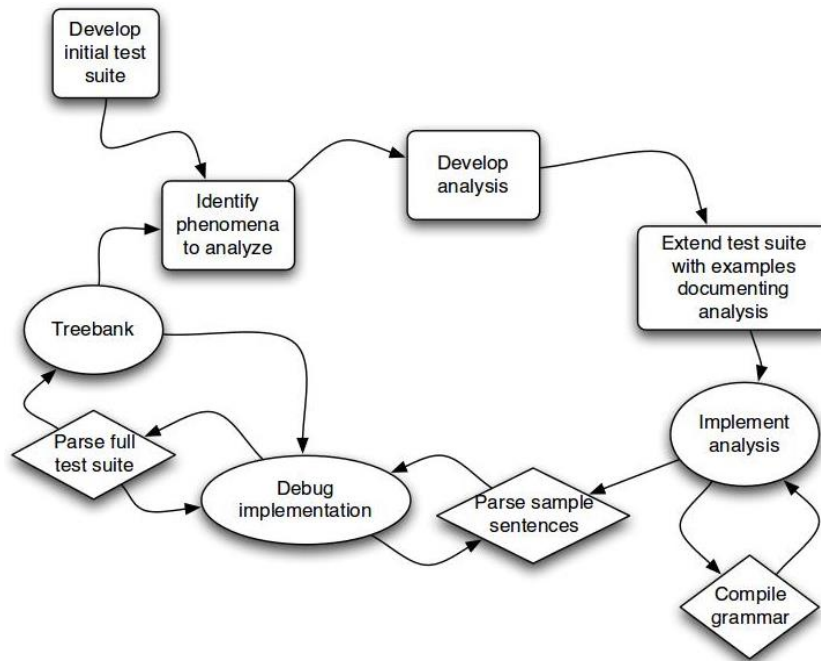 Develop
initial test
suite
Identify
phenomena
to analyze
Develop
analysis
Extend test suite
with examples
documenting
analysis
Treebank
Implement
analysis
Parse full
test suite
Debug
implementation
Parse sample
sentences
Compile
grammar